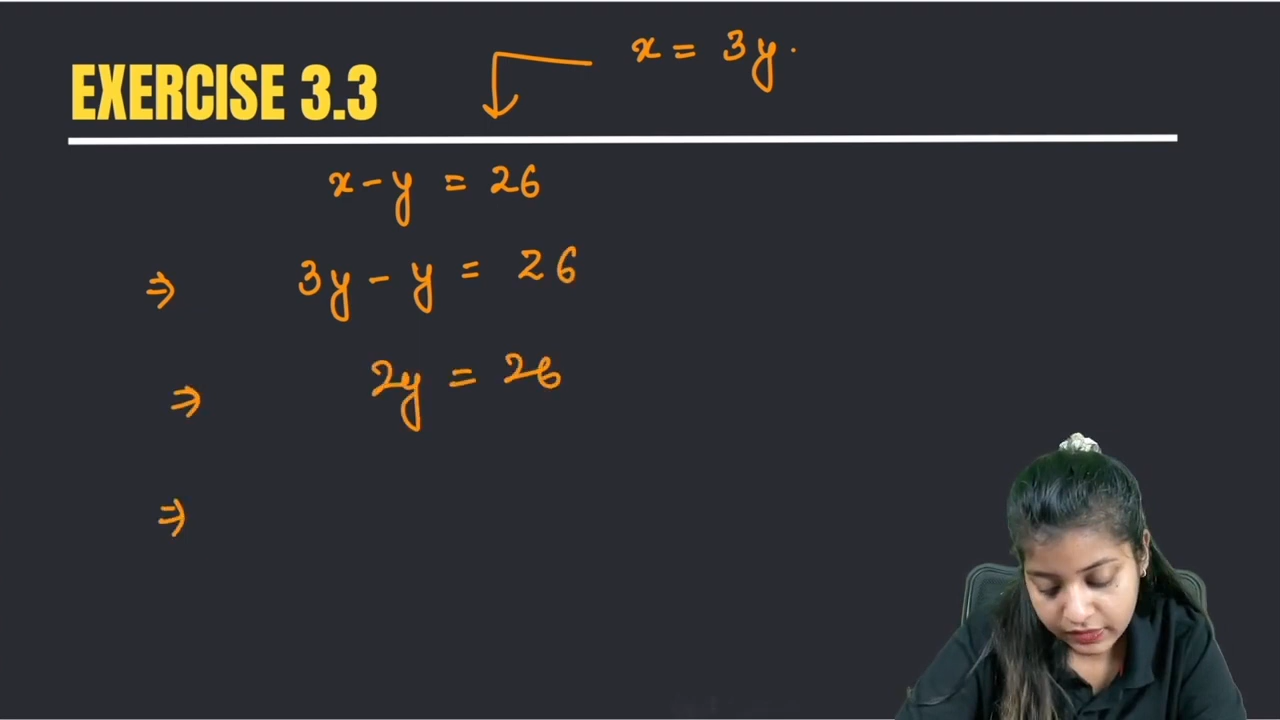 x = 3y.
EXERCISE 3.3
x - y = 26
⇒ 3y - y = 26
⇒ 2y = 26
⇒